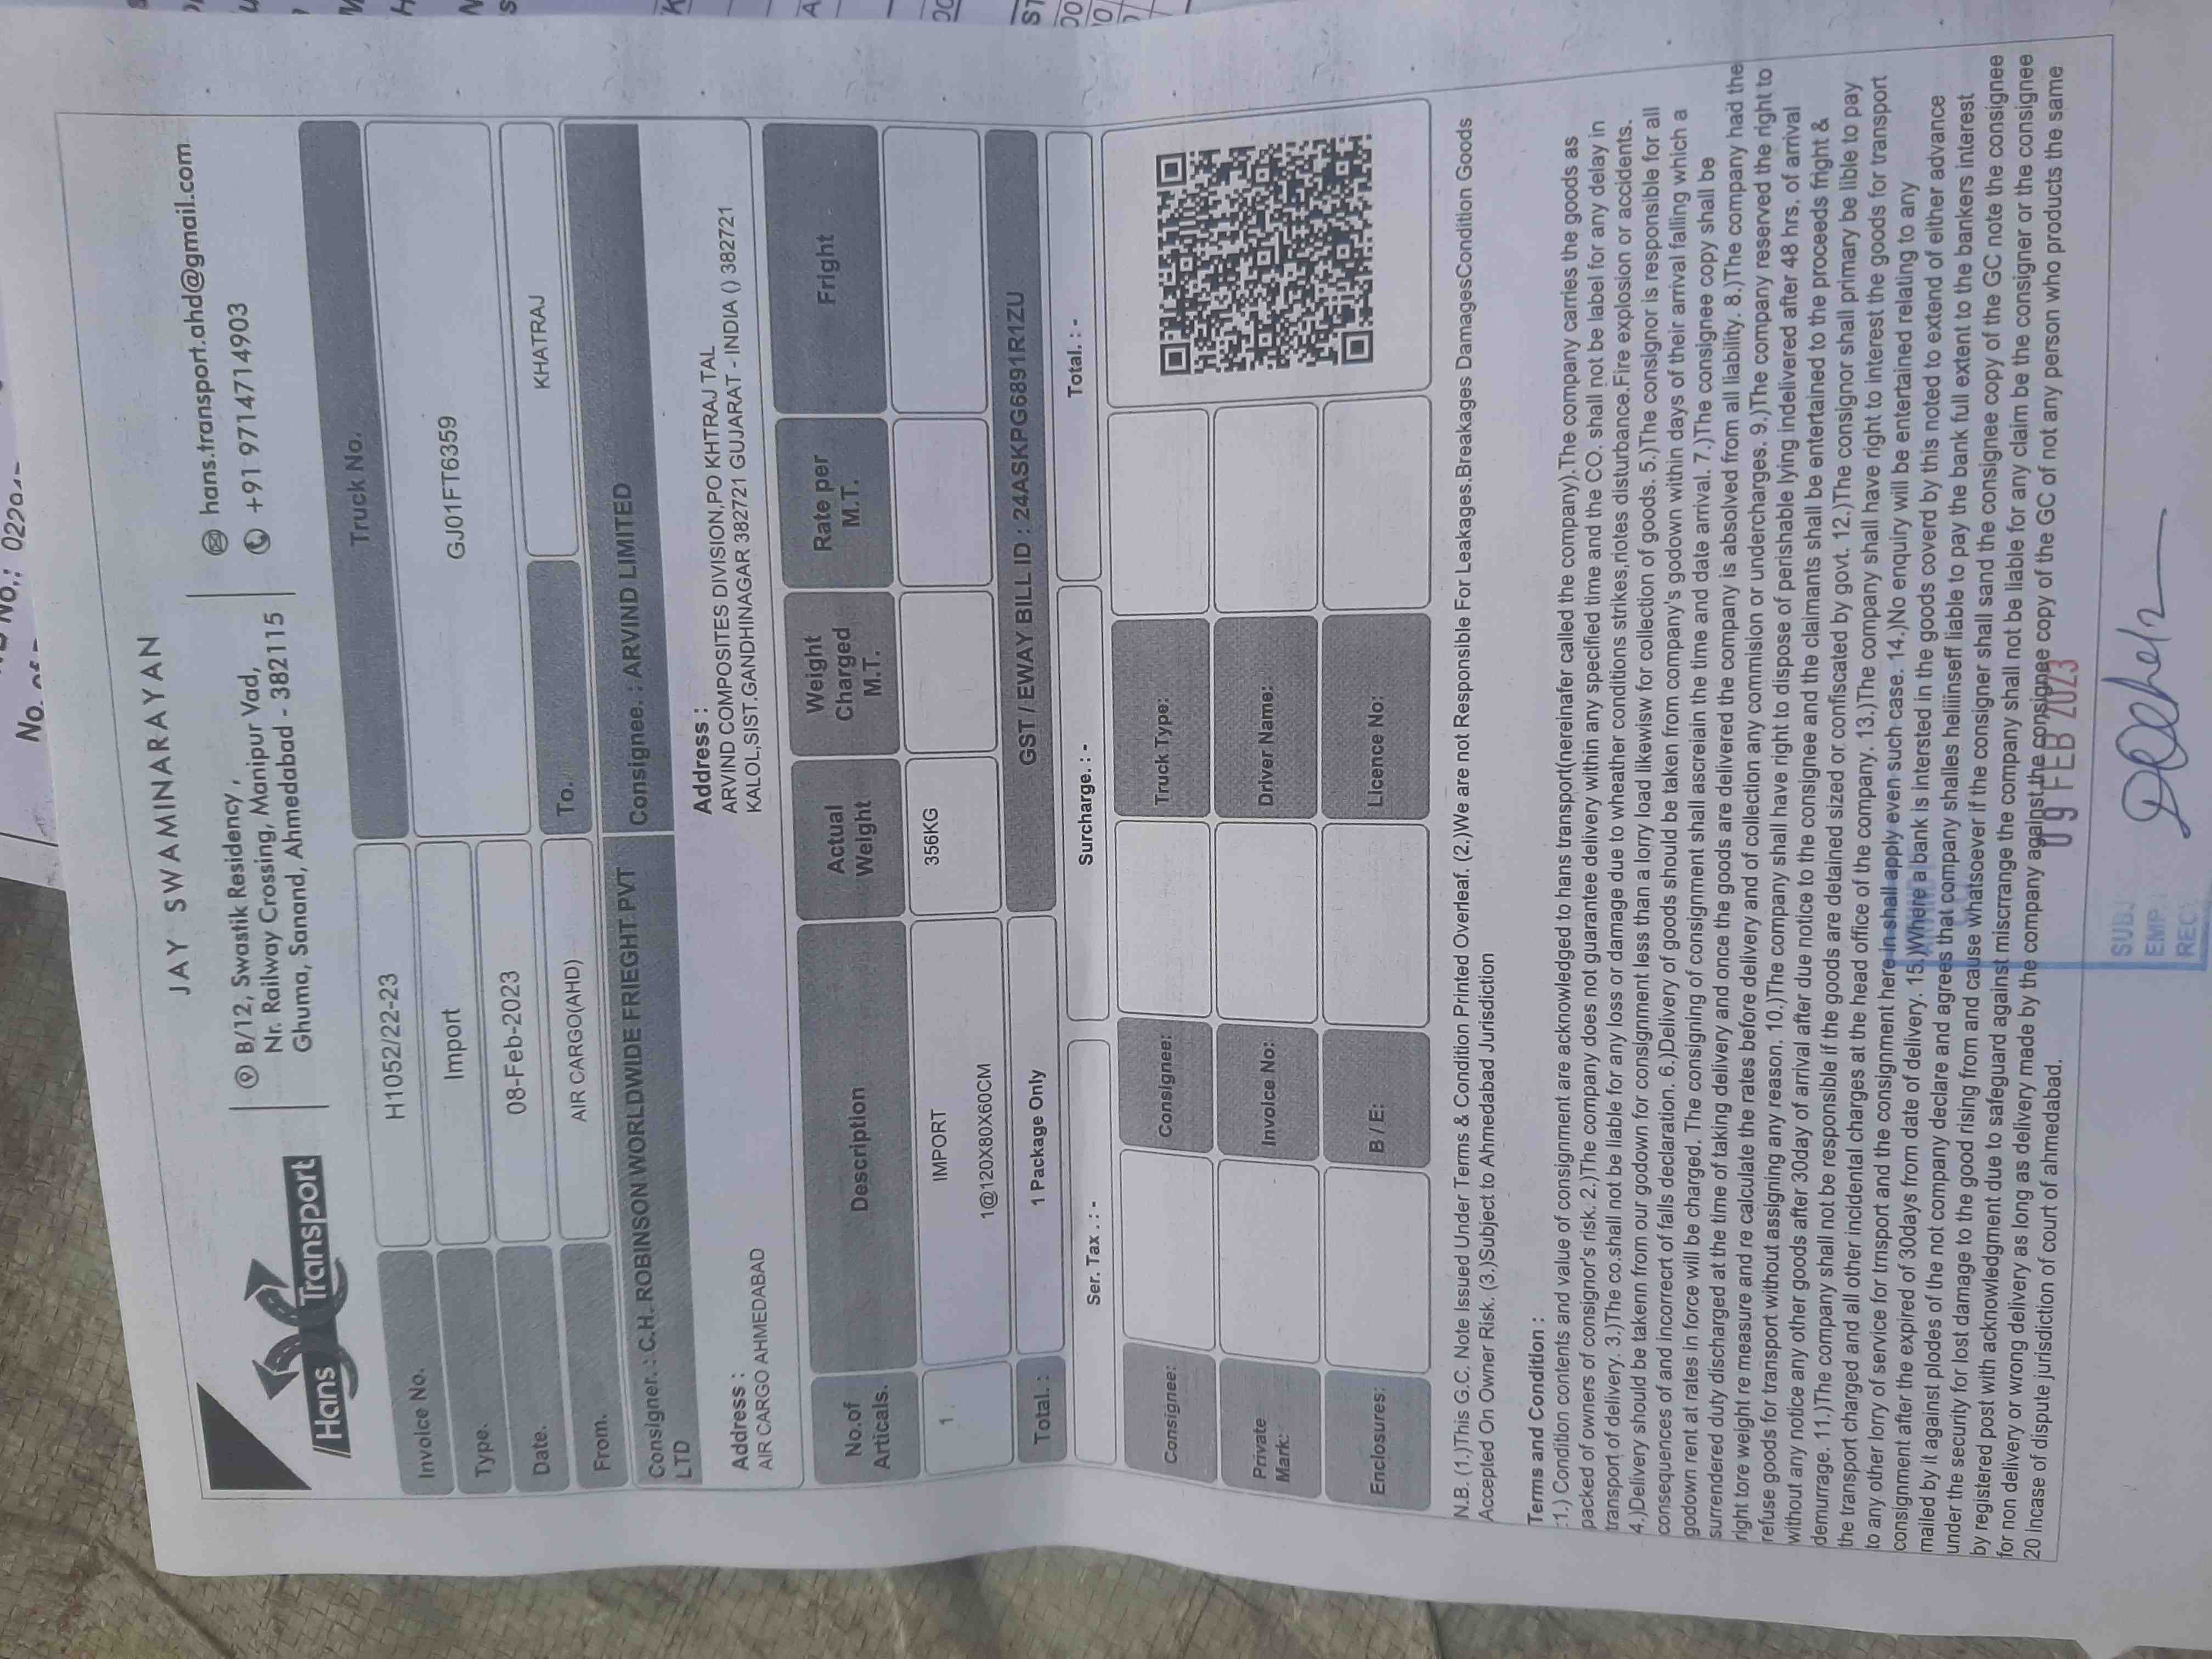 No.: 02294
No. of
JAY SWAMINARAYAN
Hans Transport
B/12, Swastik Residency ,
Nr. Railway Crossing, Manipur Vad,
Ghuma, Sanand, Ahmedabad - 382115
hans.transport.ahd@gmail.com
+91 9714714903
Invoice No.
H1052/22-23
Truck No.
Type.
Import
GJ01FT6359
Date.
08-Feb-2023
From.
AIR CARGO(AHD)
To.
KHATRAJ
Consigner. : C.H. ROBINSON WORLDWIDE FRIEGHT PVT
LTD
Consignee. : ARVIND LIMITED
Address :
AIR CARGO AHMEDABAD
Address :
ARVIND COMPOSITES DIVISION,PO KHTRAJ TAL
KALOL,SIST.GANDHINAGAR 382721 GUJARAT - INDIA () 382721
No.of
Articals.
Description
Actual
Weight
Weight
Charged
M.T.
Rate per
M.T.
Fright
1
IMPORT
1@120X80X60CM
356KG
Total. :
1 Package Only
GST / EWAY BILL ID : 24ASKPG6891R1ZU
Ser. Tax . : -
Surcharge. : -
Total. : -
Consignee:
Consignee:
Truck Type:
Private
Mark:
Invoice No:
Driver Name:
Enclosures:
B / E:
Licence No:
N.B. (1.)This G.C. Note Issued Under Terms & Condition Printed Overleaf. (2.)We are not Responsible For Leakages.Breakages DamagesCondition Goods
Accepted On Owner Risk. (3.)Subject to Ahmedabad Jurisdiction
Terms and Condition :
:1.) Condition contents and value of consignment are acknowledged to hans transport(nereinafer called the company).The company carries the goods as
packed of owners of consignor's risk. 2.)The company does not guarantee delivery within any specified time and the CO. shall not be label for any delay in
transport of delivery. 3.)The co.shall not be liable for any loss or damage due to wheather conditions strikes,riotes disturbance.Fire explosion or accidents.
4.)Delivery should be takenn from our godown for consignment less than a lorry load likewisw for collection of goods. 5.)The consignor is responsible for all
consequences of and incorrecrt of falls declaration. 6.)Delivery of goods should be taken from company's godown within days of their arrival falling which a
godown rent at rates in force will be charged. The consigning of consignment shall ascreiain the time and date arrival. 7.)The consignee copy shall be
surrendered duty discharged at the time of taking delivery and once the goods are delivered the company is absolved from all liability. 8.)The company had the
right tore weight re measure and re calculate the rates before delivery and of collection any commision or undercharges. 9.)The company reserved the right to
refuse goods for transport without assigning any reason. 10.)The company shall have right to dispose of perishable lying indelivered after 48 hrs. of arrival
without any notice any other goods after 30day of arrival after due notice to the consignee and the claimants shall be entertained to the proceeds fright &
demurrage. 11.)The company shall not be responsible if the goods are detained sized or confiscated by govt. 12.)The consignor shall primary be lible to pay
the transport charged and all other incidental charges at the head office of the company. 13.)The company shall have right to interest the goods for transport
to any other lorry of service for trnsport and the consignment here in shall apply even such case. 14.)No enquiry will be entertained relating to any
consignment after the expired of 30days from date of delivery. 15.)Where a bank is intersted in the goods coverd by this noted to extend of either advance
mailed by it against plodes of the not company declare and agrees that company shalles heliiinseff liable to pay the bank full extent to the bankers interest
under the security for lost damage to the good rising from and cause whatsoever if the consigner shall sand the consignee copy of the GC note the consignee
by registered post with acknowledgment due to safeguard against miscrrange the company shall not be liable for any claim be the consigner or the consignee
for non delivery or wrong delivery as long as delivery made by the company against the consignee copy of the GC of not any person who products the same
20 Incase of dispute jurisdiction of court of ahmedabad.
09 FEB 2023
SUBJ
EMP
REC